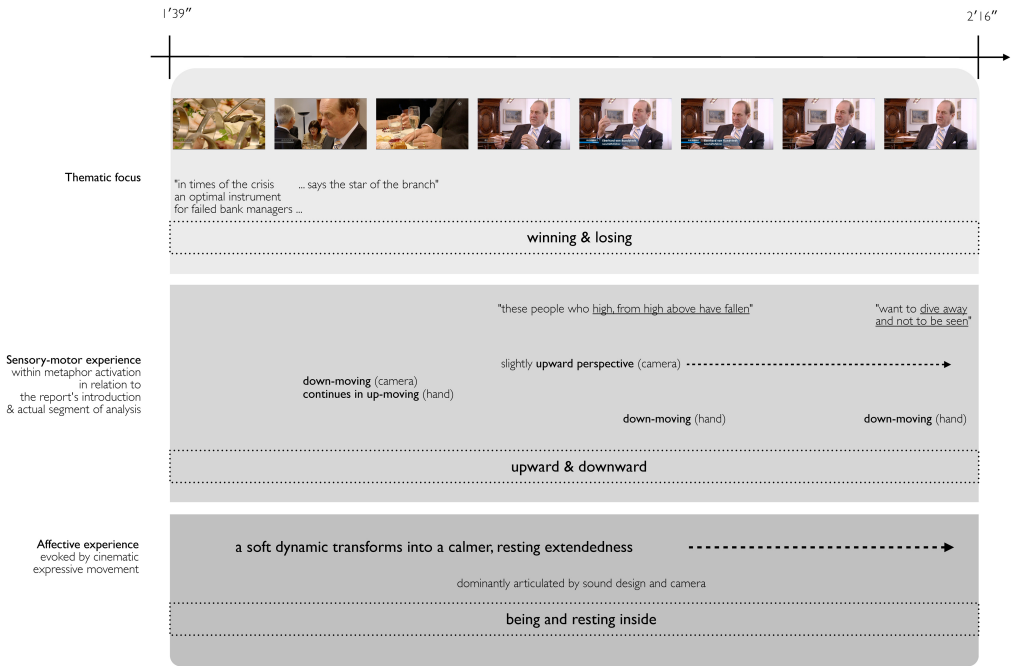 1′39″
2′16″
Thematic focus
"in times of the crisis
... says the star of the branch"
an optimal instrument
for failed bank managers ...
winning & losing
"these people who high, from high above have fallen"
"want to dive away
and not to be seen"
Sensory-motor experience
within metaphor activation
in relation to
the report's introduction
& actual segment of analysis
slightly upward perspective (camera)
down-moving (camera)
continues in up-moving (hand)
down-moving (hand)
down-moving (hand)
upward & downward
Affective experience
evoked by cinematic
expressive movement
a soft dynamic transforms into a calmer, resting extendedness
dominantly articulated by sound design and camera
being and resting inside